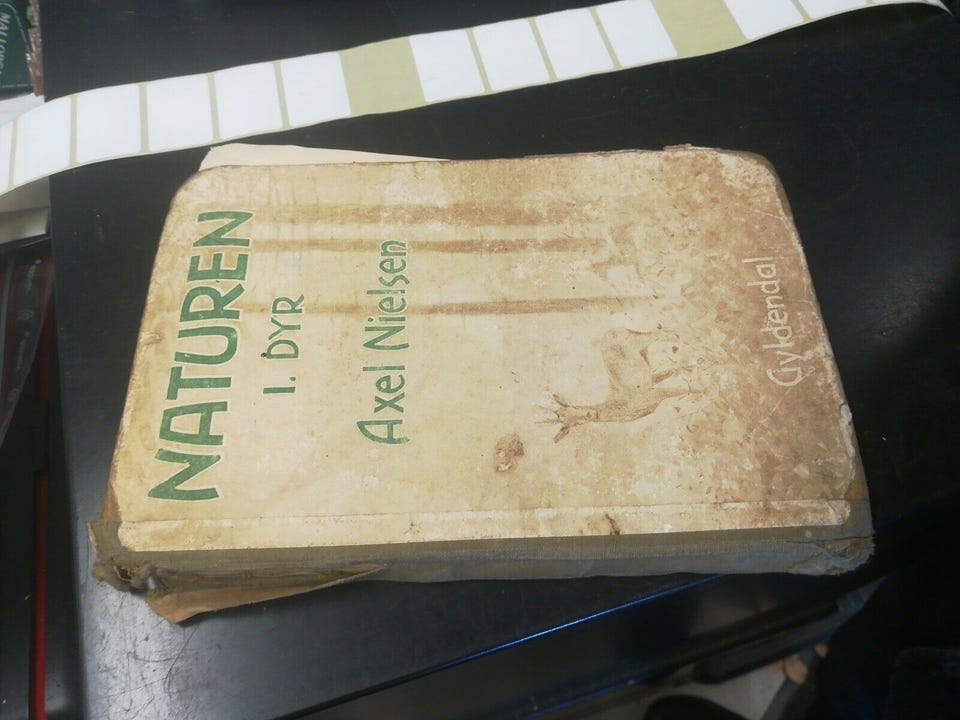 NATUREN
I. DYR
Axel Nielsen
Gyldendal